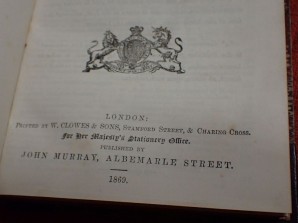 LONDON:
PRINTED BY W. CLOWES & SONS, STAMFORD STREET, & CHARING CROSS.
For Her Majesty's Stationery Office.
PUBLISHED BY
JOHN MURRAY, ALBEMARLE STREET.
1869.